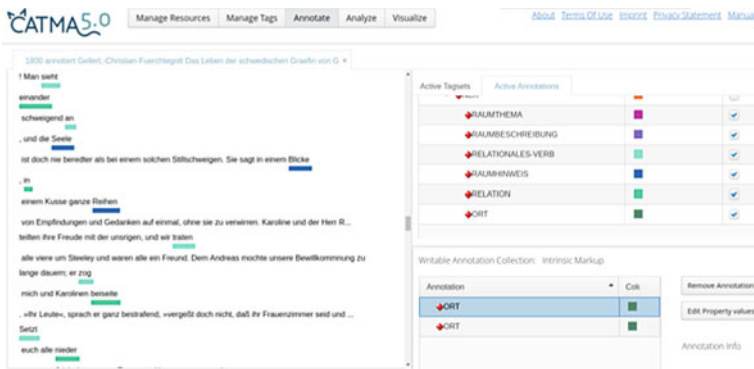 CATMA 5.0
Manage Resources Manage Tags Annotate Analyze Visualize
About Terms Of Use Imprint Privacy Statement Manua
1800 annotiert Gellert,-Christian-Fuerchtegott Das Leben der schwedischen Graefin von G ×
! Man sieht
einander
schweigend an
, und die Seele
ist doch nie beredter als bei einem solchen Stillschweigen. Sie sagt in einem Blicke
, in
einem Kusse ganze Reihen
von Empfindungen und Gedanken auf einmal, ohne sie zu verwirren. Karoline und der Herr R...
teilten ihre Freude mit der unsrigen, und wir traten
alle viere um Steeley und waren alle ein Freund. Dem Andreas mochte unsere Bewillkommnung zu
lange dauern; er zog
mich und Karolinen beiseite
. »Ihr Leute«, sprach er ganz bestrafend, »vergeßt doch nicht, daß ihr Frauenzimmer seid und ...
Setzt
euch alle nieder
Active Tagsets Active Annotations
RAUMTHEMA
RAUMBESCHREIBUNG
RELATIONALES-VERB
RAUMHINWEIS
RELATION
ORT
Writable Annotation Collection: Intrinsic Markup
Annotation Colo
ORT
ORT
Remove Annotation
Edit Property values
Annotation Info